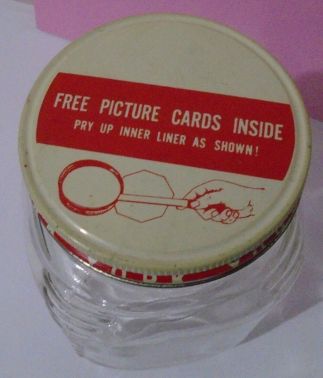 FREE PICTURE CARDS INSIDE
PRY UP INNER LINER AS SHOWN!